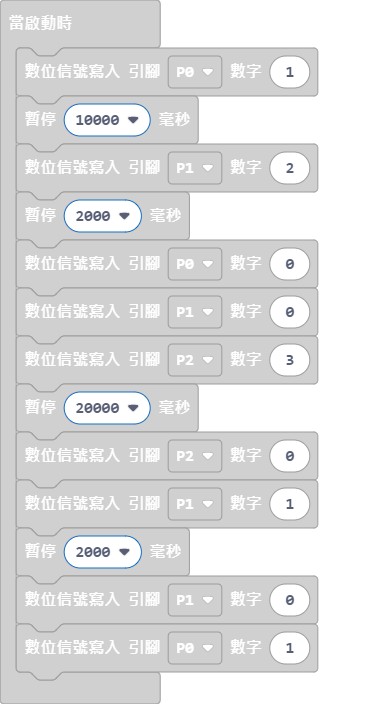 當啟動時
數位信號寫入 引腳 P0 數字 1
暫停 10000 毫秒
數位信號寫入 引腳 P1 數字 2
暫停 2000 毫秒
數位信號寫入 引腳 P0 數字 0
數位信號寫入 引腳 P1 數字 0
數位信號寫入 引腳 P2 數字 3
暫停 20000 毫秒
數位信號寫入 引腳 P2 數字 0
數位信號寫入 引腳 P1 數字 1
暫停 2000 毫秒
數位信號寫入 引腳 P1 數字 0
數位信號寫入 引腳 P0 數字 1